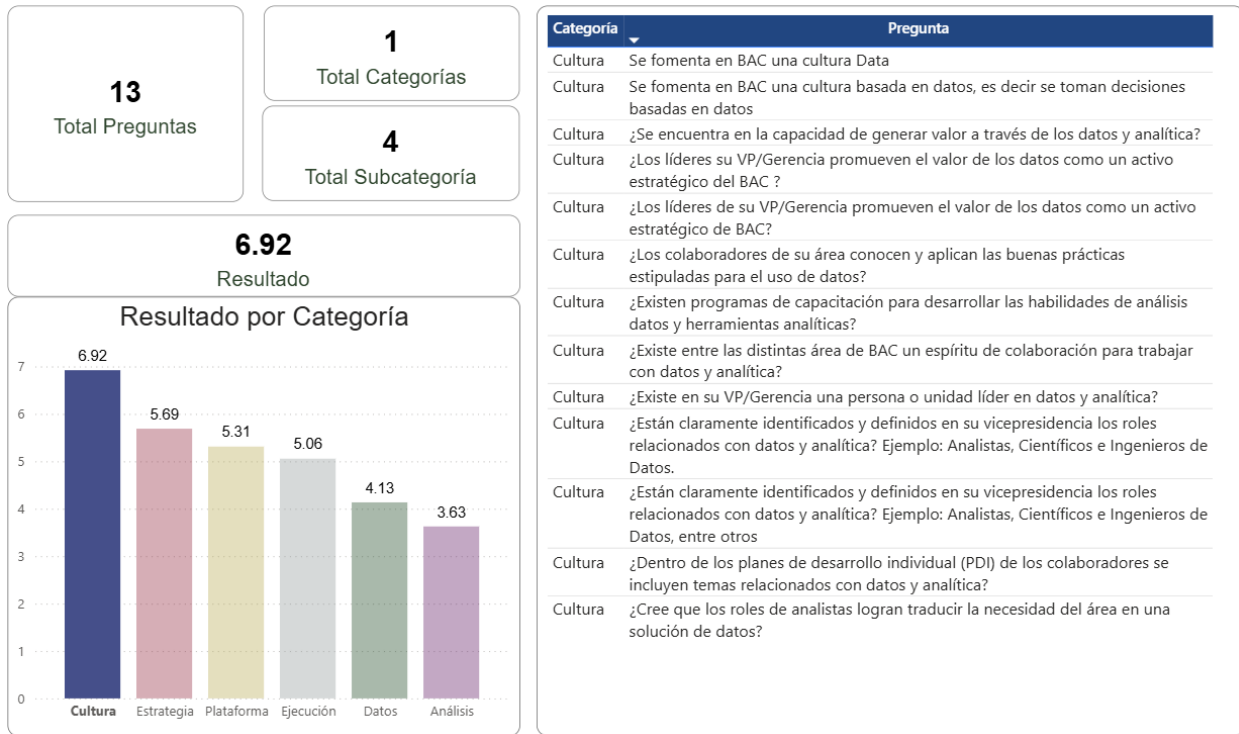 13
Total Preguntas
1
Total Categorías
4
Total Subcategoría
6.92
Resultado
Resultado por Categoría
7
6
5
4
3
2
1
0
6.92
5.69
5.31
5.06
4.13
3.63
Cultura Estrategia Plataforma Ejecución Datos Análisis
Categoría Pregunta
Cultura Se fomenta en BAC una cultura Data
Cultura Se fomenta en BAC una cultura basada en datos, es decir se toman decisiones
basadas en datos
Cultura ¿Se encuentra en la capacidad de generar valor a través de los datos y analítica?
Cultura ¿Los líderes su VP/Gerencia promueven el valor de los datos como un activo
estratégico del BAC ?
Cultura ¿Los líderes de su VP/Gerencia promueven el valor de los datos como un activo
estratégico de BAC?
Cultura ¿Los colaboradores de su área conocen y aplican las buenas prácticas
estipuladas para el uso de datos?
Cultura ¿Existen programas de capacitación para desarrollar las habilidades de análisis
datos y herramientas analíticas?
Cultura ¿Existe entre las distintas área de BAC un espíritu de colaboración para trabajar
con datos y analítica?
Cultura ¿Existe en su VP/Gerencia una persona o unidad líder en datos y analítica?
Cultura ¿Están claramente identificados y definidos en su vicepresidencia los roles
relacionados con datos y analítica? Ejemplo: Analistas, Científicos e Ingenieros de
Datos.
Cultura ¿Están claramente identificados y definidos en su vicepresidencia los roles
relacionados con datos y analítica? Ejemplo: Analistas, Científicos e Ingenieros de
Datos, entre otros
Cultura ¿Dentro de los planes de desarrollo individual (PDI) de los colaboradores se
incluyen temas relacionados con datos y analítica?
Cultura ¿Cree que los roles de analistas logran traducir la necesidad del área en una
solución de datos?